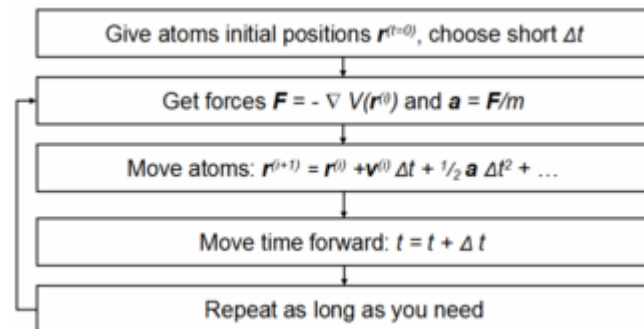 Give atoms initial positions r⁽ᵗ⁼⁰⁾, choose short Δt
Get forces F = - ∇ V(r⁽ⁱ⁾) and a = F/m
Move atoms: r⁽ⁱ⁺¹⁾ = r⁽ⁱ⁾ +v⁽ⁱ⁾ Δt + ½ a Δt² + …
Move time forward: t = t + Δ t
Repeat as long as you need